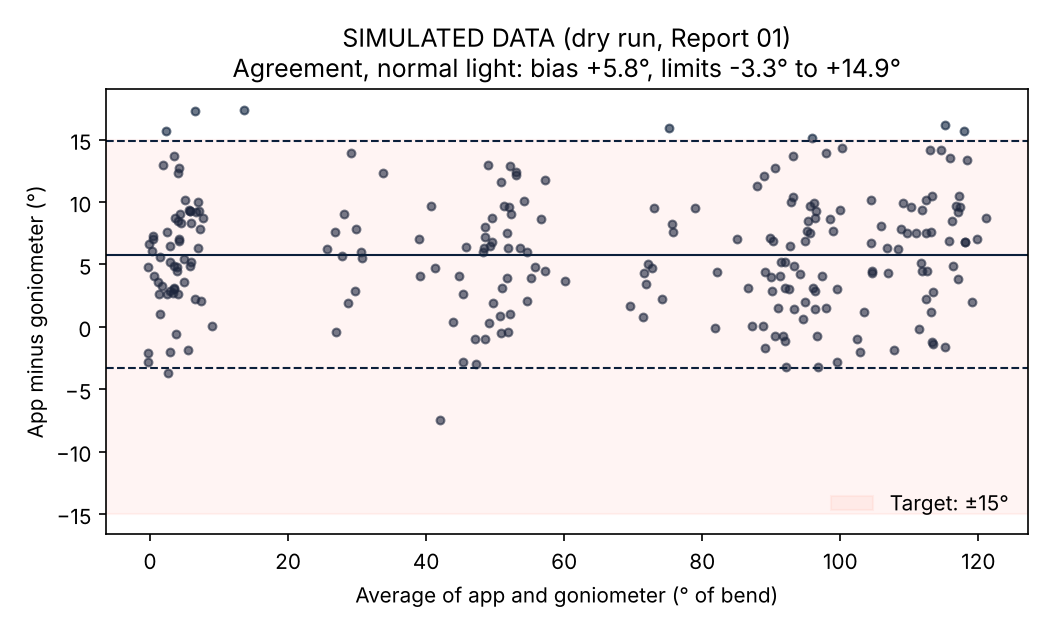 SIMULATED DATA (dry run, Report 01)
Agreement, normal light: bias +5.8°, limits -3.3° to +14.9°
App minus goniometer (°)
15
10
5
0
−5
−10
−15
Target: ±15°
0 20 40 60 80 100 120
Average of app and goniometer (° of bend)